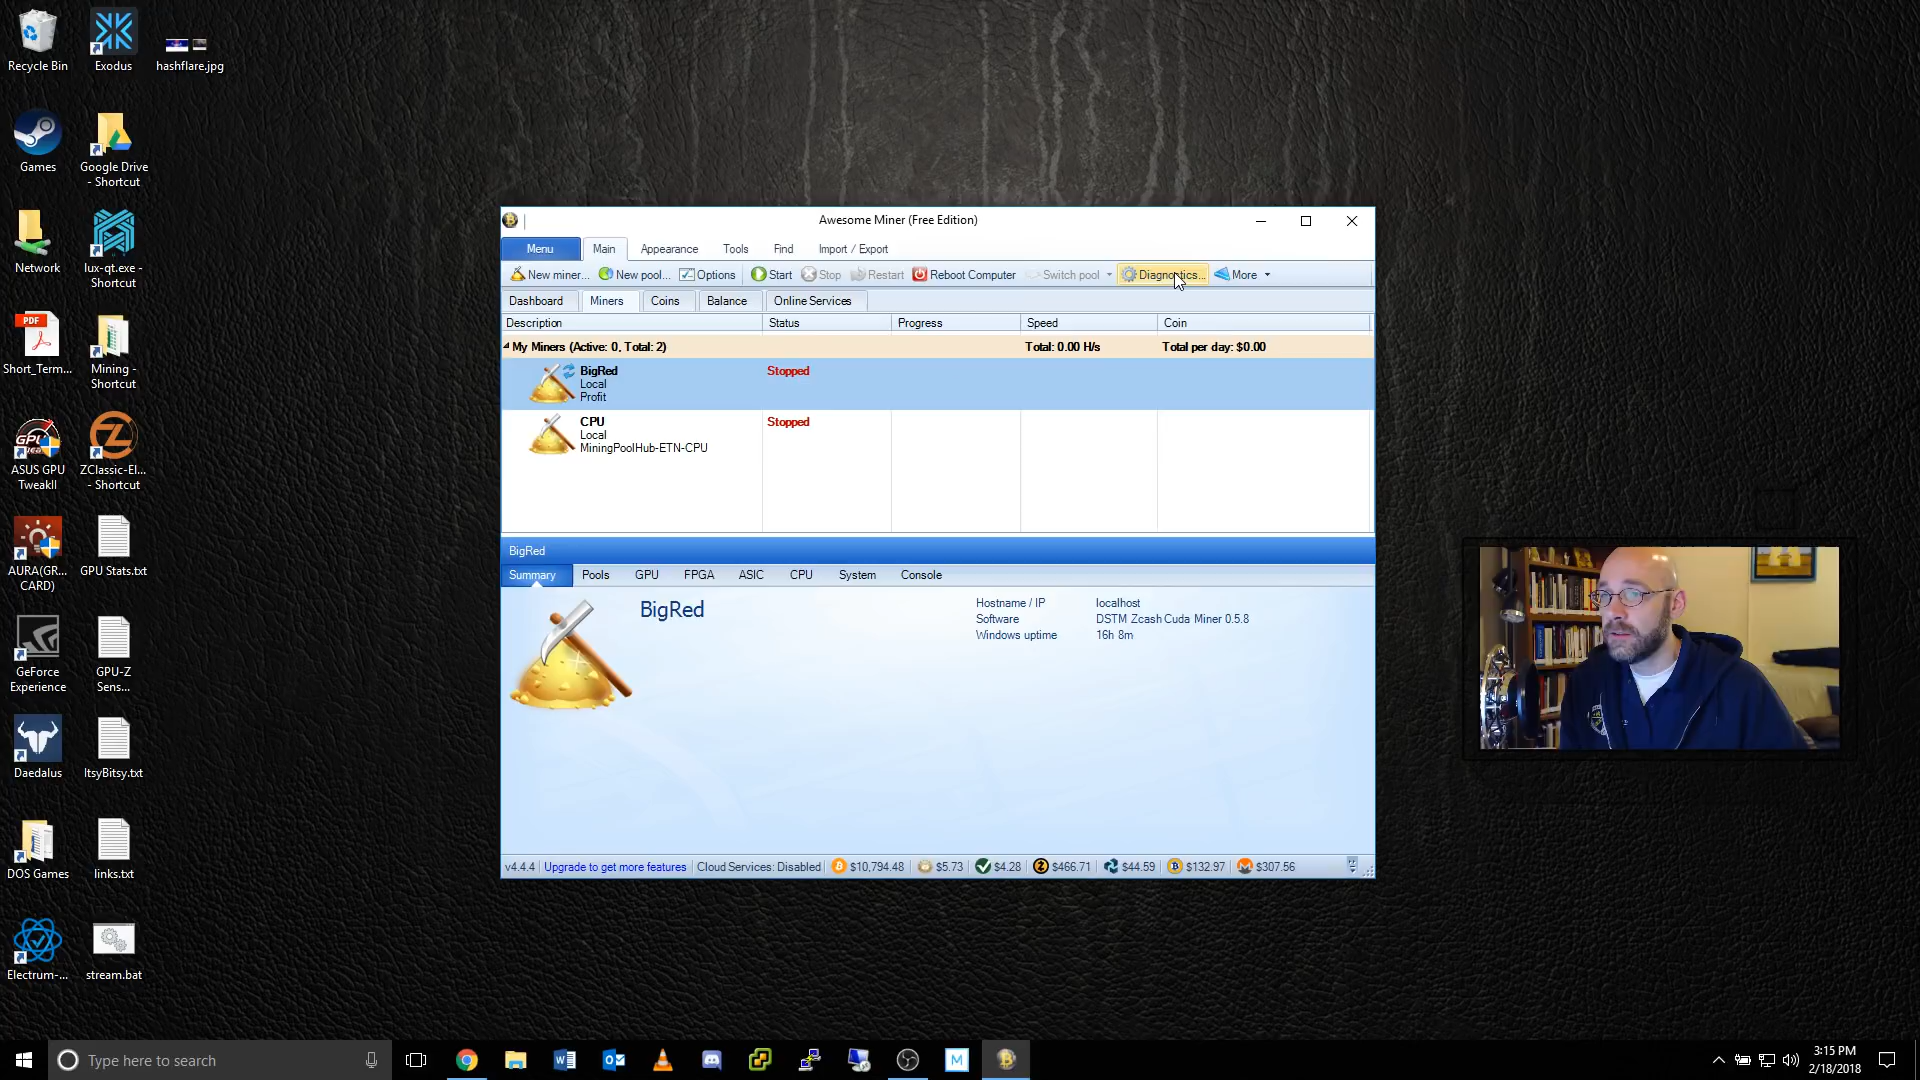 Recycle Bin
Exodus
hashflare.jpg
Games
Google Drive
- Shortcut
Network
lux-qt.exe -
Shortcut
PDF
Short_Term...
Mining -
Shortcut
ASUS GPU
TweakII
ZClassic-El...
- Shortcut
AURA(GR...
CARD)
GPU Stats.txt
GeForce
Experience
GPU-Z
Sens...
Daedalus
ItsyBitsy.txt
DOS Games
links.txt
Electrum-...
stream.bat
Awesome Miner (Free Edition)
Menu Main Appearance Tools Find Import / Export
New miner... New pool... Options Start Stop Restart Reboot Computer Switch pool Diagnostics... More
Dashboard Miners Coins Balance Online Services
Description Status Progress Speed Coin
My Miners (Active: 0, Total: 2) Total: 0.00 H/s Total per day: $0.00
BigRed Stopped
Local
Profit
CPU Stopped
Local
MiningPoolHub-ETN-CPU
BigRed
Summary Pools GPU FPGA ASIC CPU System Console
BigRed
Hostname / IP localhost
Software DSTM Zcash Cuda Miner 0.5.8
Windows uptime 16h 8m
v4.4.4 Upgrade to get more features Cloud Services: Disabled $10,794.48 $5.73 $4.28 $466.71 $44.59 $132.97 $307.56
Type here to search
3:15 PM
2/18/2018